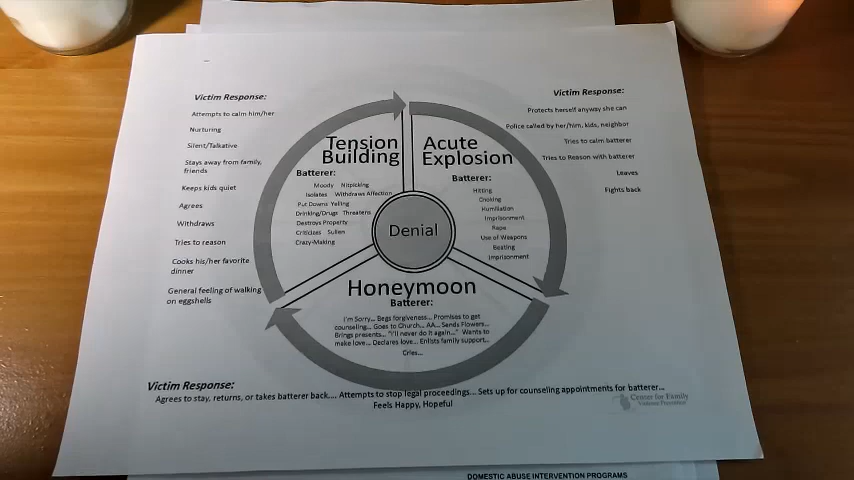 Victim Response:
Attempts to calm him/her
Nurturing
Silent/Talkative
Stays away from family,
friends
Keeps kids quiet
Agrees
Withdraws
Tries to reason
Cooks his/her favorite
dinner
General feeling of walking
on eggshells
Tension
Building
Batterer:
Moody Nitpicking
Isolates Withdraws Affection
Put Downs Yelling
Drinking/Drugs Threatens
Destroys Property
Criticizes Sullen
Crazy-Making
Acute
Explosion
Batterer:
Hitting
Choking
Humiliation
Imprisonment
Rape
Use of Weapons
Beating
Imprisonment
Victim Response:
Protects herself anyway she can
Police called by her/him, kids, neighbor
Tries to calm batterer
Tries to Reason with batterer
Leaves
Fights back
Denial
Honeymoon
Batterer:
I'm Sorry... Begs forgiveness... Promises to get
counseling... Goes to Church... AA... Sends Flowers...
Brings presents... "I'll never do it again..." Wants to
make love... Declares love... Enlists family support...
Cries...
Victim Response:
Agrees to stay, returns, or takes batterer back.... Attempts to stop legal proceedings... Sets up for counseling appointments for batterer...
Feels Happy, Hopeful
Center for Family
Violence Prevention
DOMESTIC ABUSE INTERVENTION PROGRAMS